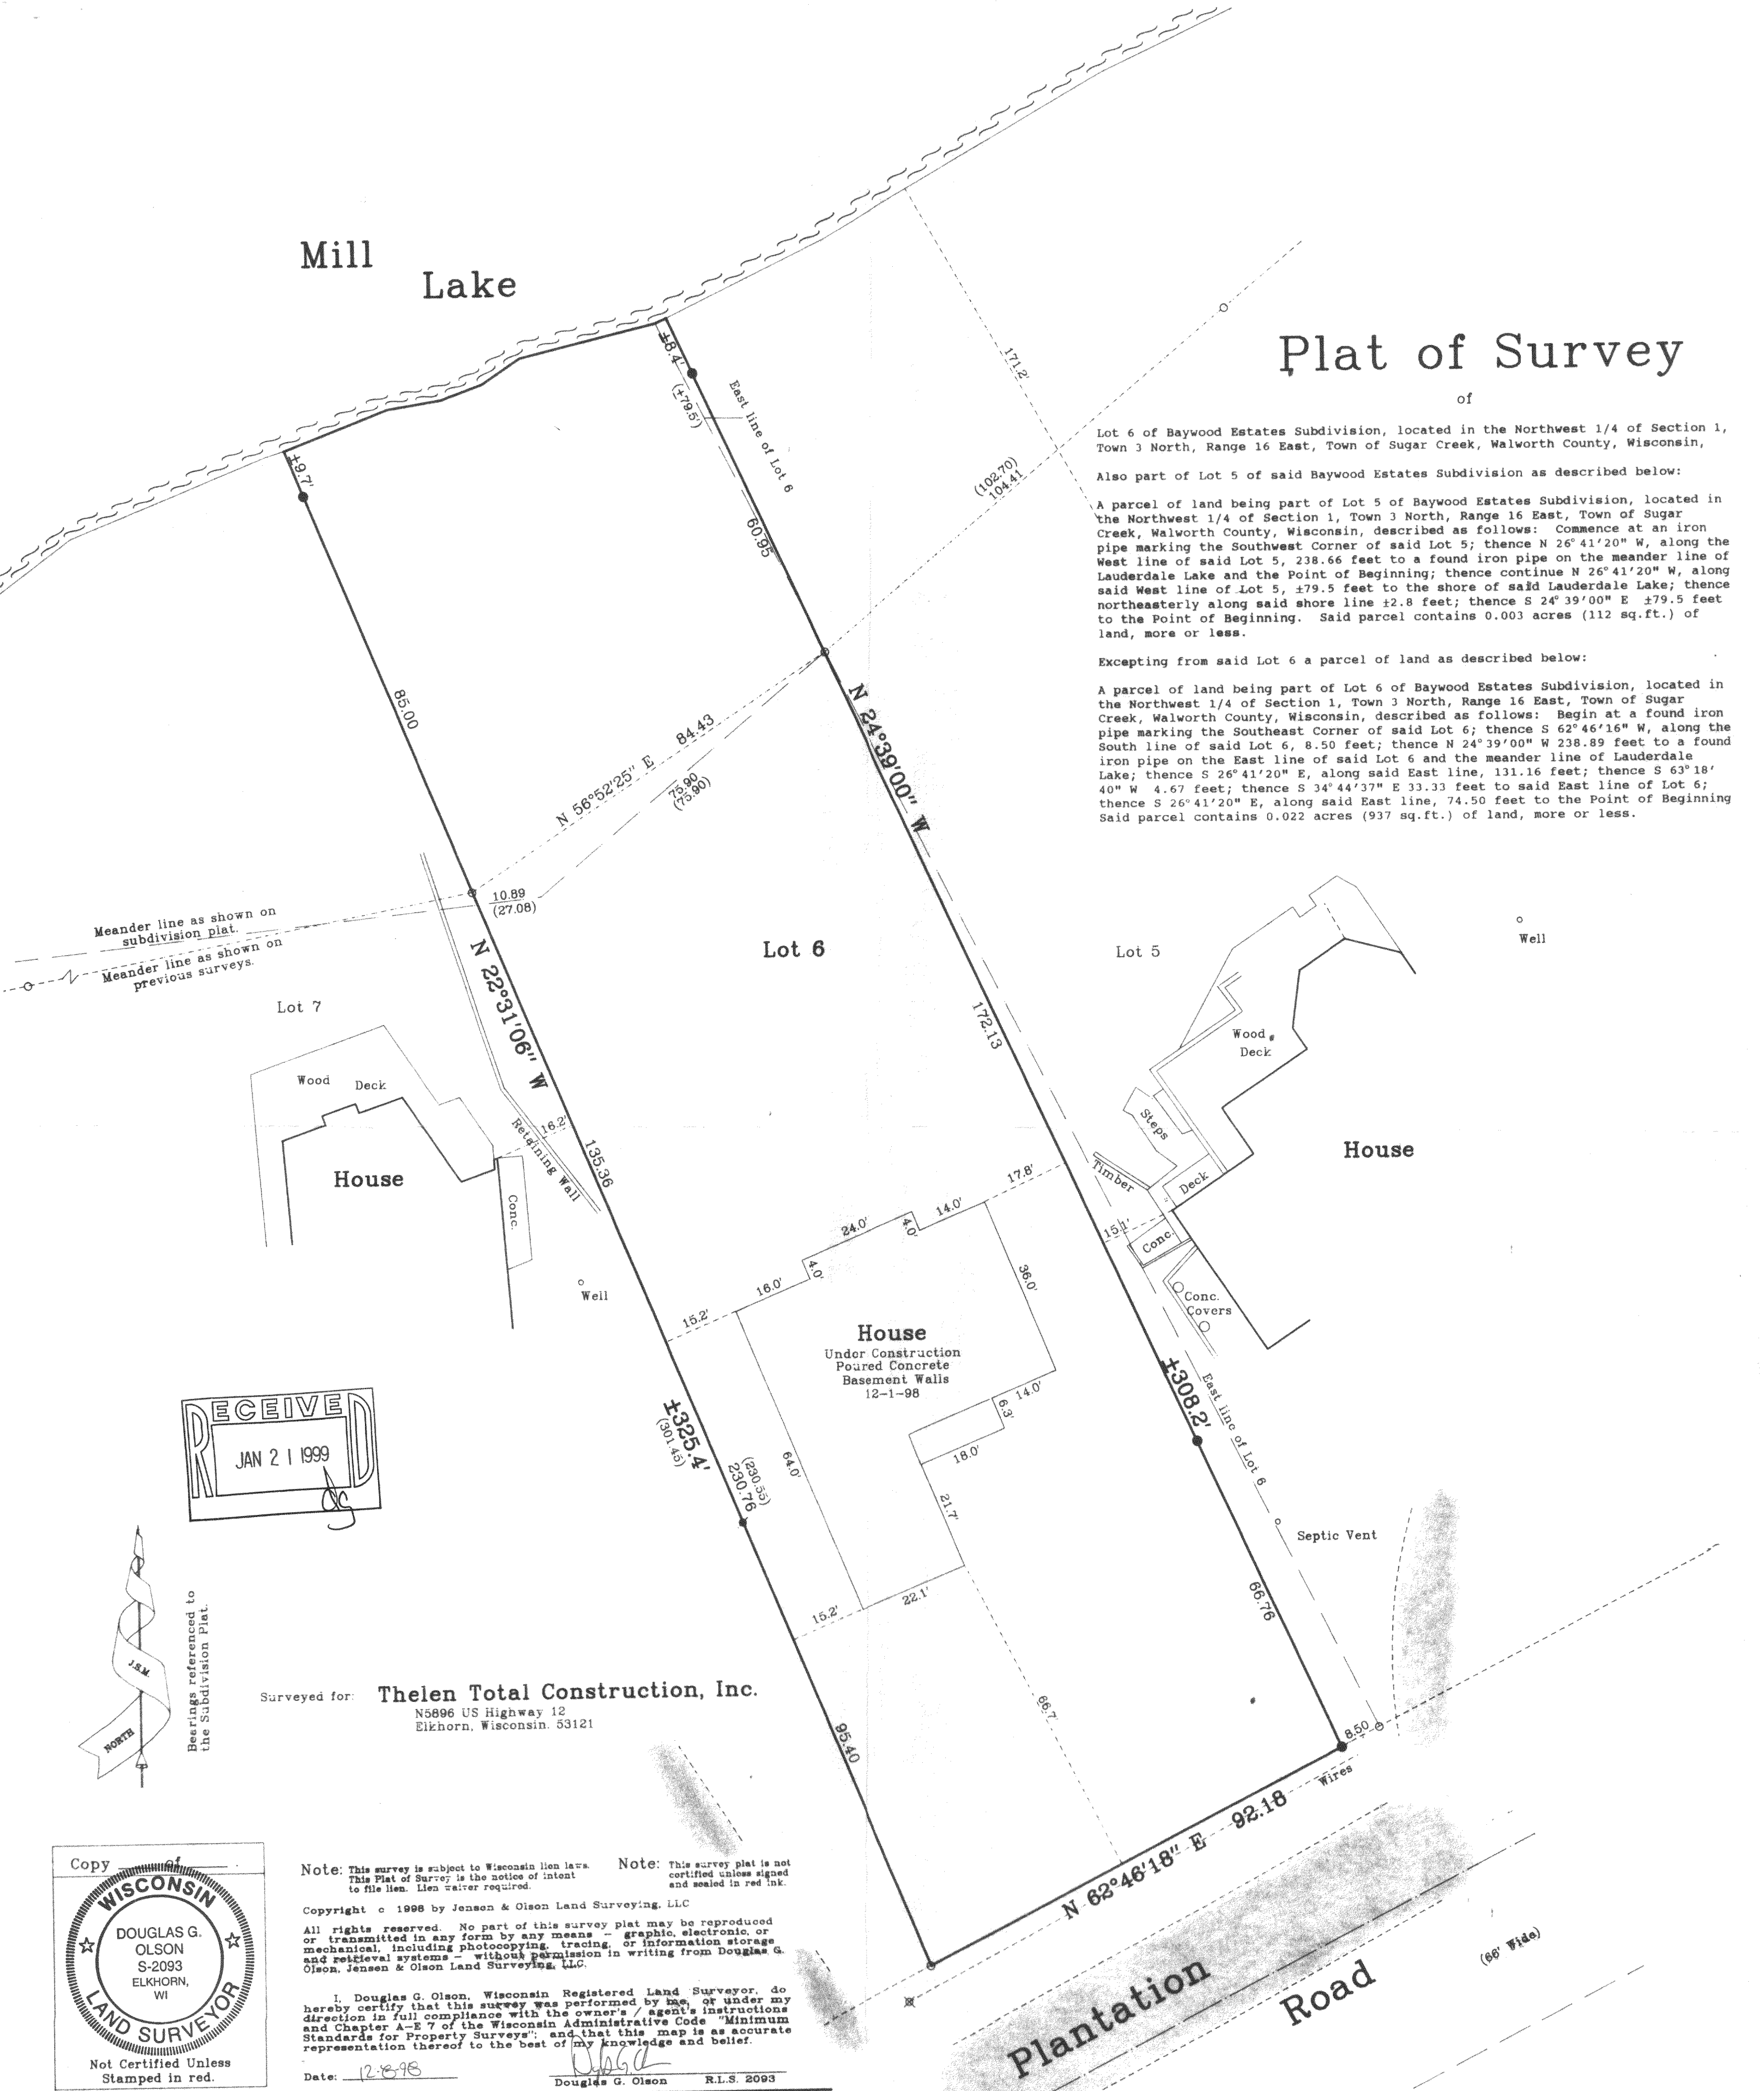 Mill
Lake
Plat of Survey
of
Lot 6 of Baywood Estates Subdivision, located in the Northwest 1/4 of Section 1,
Town 3 North, Range 16 East, Town of Sugar Creek, Walworth County, Wisconsin,
Also part of Lot 5 of said Baywood Estates Subdivision as described below:
A parcel of land being part of Lot 5 of Baywood Estates Subdivision, located in
the Northwest 1/4 of Section 1, Town 3 North, Range 16 East, Town of Sugar
Creek, Walworth County, Wisconsin, described as follows: Commence at an iron
pipe marking the Southwest Corner of said Lot 5; thence N 26°41'20" W, along the
West line of said Lot 5, 238.66 feet to a found iron pipe on the meander line of
Lauderdale Lake and the Point of Beginning; thence continue N 26°41'20" W, along
said West line of Lot 5, ±79.5 feet to the shore of said Lauderdale Lake; thence
northeasterly along said shore line ±2.8 feet; thence S 24°39'00" E ±79.5 feet
to the Point of Beginning. Said parcel contains 0.003 acres (112 sq.ft.) of
land, more or less.
Excepting from said Lot 6 a parcel of land as described below:
A parcel of land being part of Lot 6 of Baywood Estates Subdivision, located in
the Northwest 1/4 of Section 1, Town 3 North, Range 16 East, Town of Sugar
Creek, Walworth County, Wisconsin, described as follows: Begin at a found iron
pipe marking the Southeast Corner of said Lot 6; thence S 62°46'16" W, along the
South line of said Lot 6, 8.50 feet; thence N 24°39'00" W 238.89 feet to a found
iron pipe on the East line of said Lot 6 and the meander line of Lauderdale
Lake; thence S 26°41'20" E, along said East line, 131.16 feet; thence S 63°18'
40" W 4.67 feet; thence S 34°44'37" E 33.33 feet to said East line of Lot 6;
thence S 26°41'20" E, along said East line, 74.50 feet to the Point of Beginning
Said parcel contains 0.022 acres (937 sq.ft.) of land, more or less.
±8.4'
(±79.5')
East line of Lot 6
171.2'
(102.70)
104.41
±9.7'
60.95
85.00
N 56°52'25" E 84.43
75.90
(75.90)
N 24°39'00" W
10.89
(27.08)
Meander line as shown on
subdivision plat.
Meander line as shown on
previous surveys.
N 22°31'06" W
Lot 7
Lot 6
Lot 5
Well
172.13
Wood Deck
House
Conc.
16.2'
Retaining Wall
135.36
Well
Wood
Deck
Steps
Timber
Deck
House
15.1'
Conc.
Conc.
Covers
17.8'
14.0'
4.0'
24.0'
4.0'
16.0'
15.2'
36.0'
House
Under Construction
Poured Concrete
Basement Walls
12-1-98
14.0'
6.3'
18.0'
64.0'
21.7'
22.1'
15.2'
66.7'
±325.4'
(301.45)
(230.55)
230.76
±308.2'
East line of Lot 6
Septic Vent
66.76
95.40
8.50
Wires
N 62°46'18" E 92.18
Plantation
Road
(66' Wide)
RECEIVED
JAN 21 1999
J.S.M.
NORTH
Bearings referenced to
the Subdivision Plat.
Surveyed for: Thelen Total Construction, Inc.
N5896 US Highway 12
Elkhorn, Wisconsin. 53121
Copy of
WISCONSIN
DOUGLAS G.
OLSON
S-2093
ELKHORN,
WI
LAND SURVEYOR
Not Certified Unless
Stamped in red.
Note: This survey is subject to Wisconsin lien laws.
This Plat of Survey is the notice of intent
to file lien. Lien waiver required.
Note: This survey plat is not
certified unless signed
and sealed in red ink.
Copyright c 1998 by Jensen & Olson Land Surveying, LLC
All rights reserved. No part of this survey plat may be reproduced
or transmitted in any form by any means - graphic, electronic, or
mechanical, including photocopying, tracing, or information storage
and retrieval systems - without permission in writing from Douglas G.
Olson, Jensen & Olson Land Surveying, LLC.
I, Douglas G. Olson, Wisconsin Registered Land Surveyor, do
hereby certify that this survey was performed by me, or under my
direction in full compliance with the owner's / agent's instructions
and Chapter A-E 7 of the Wisconsin Administrative Code "Minimum
Standards for Property Surveys"; and that this map is as accurate
representation thereof to the best of my knowledge and belief.
Date: 12-8-98
Douglas G. Olson R.L.S. 2093